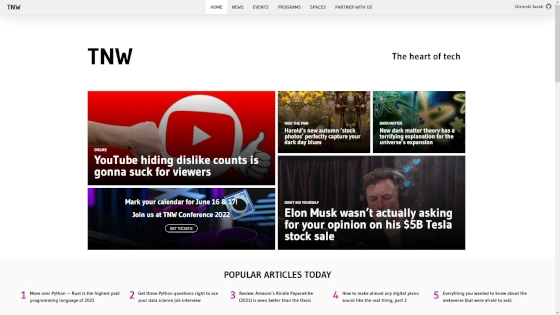 TNW
HOME NEWS EVENTS PROGRAMS SPACES PARTNER WITH US
TNW
The heart of tech
DISLIKE
YouTube hiding dislike counts is
gonna suck for viewers
HIDE THE PAIN
Harold's new autumn 'stock
photos' perfectly capture your
dark day blues
DARK MATTER
New dark matter theory has a
terrifying explanation for the
universe's expansion
Mark your calendar for June 16 & 17!
Join us at TNW Conference 2022
GET TICKETS
DON'T KID YOURSELF
Elon Musk wasn't actually asking
for your opinion on his $5B Tesla
stock sale
POPULAR ARTICLES TODAY
1 Move over Python — Rust is the highest paid
programming language of 2021
2 Get these Python questions right to ace
your data science job interview
3 Review: Amazon's Kindle Paperwhite
(2021) is even better than the Oasis
4 How to make almost any digital piano
sound like the real thing, part 2
5 Everything you wanted to know about the
metaverse (but were afraid to ask)